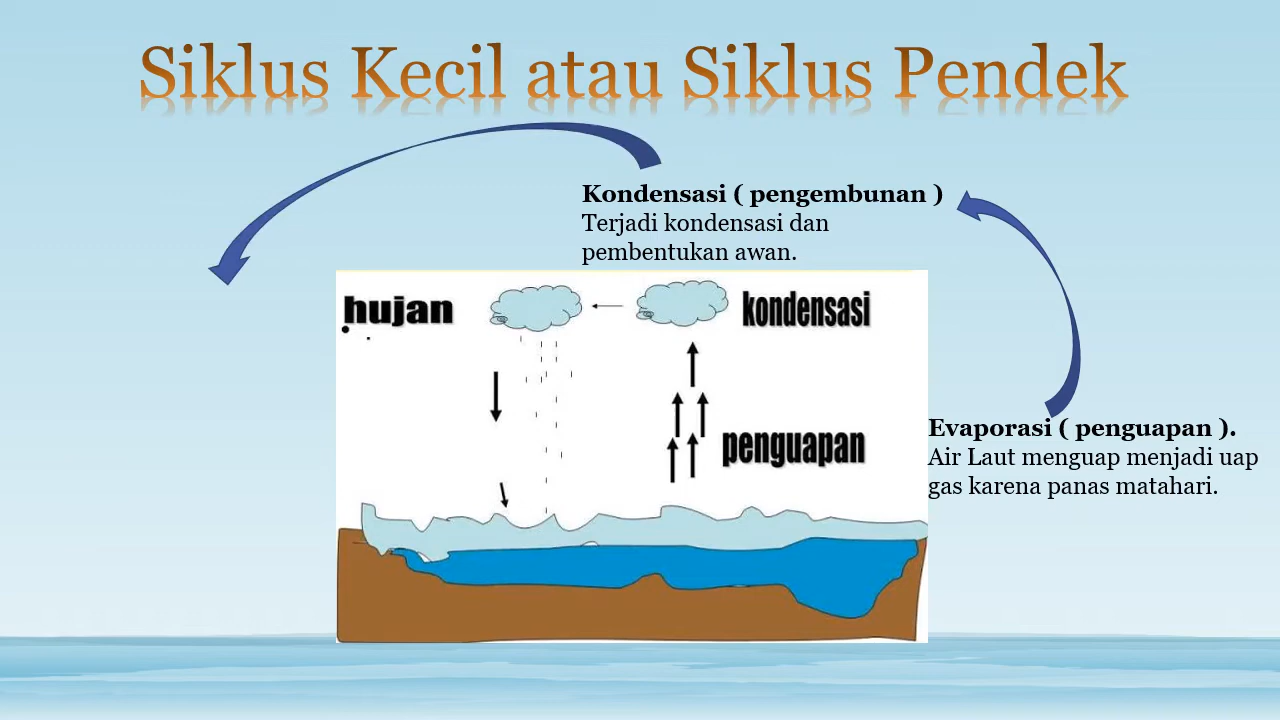 Siklus Kecil atau Siklus Pendek
Kondensasi ( pengembunan )
Terjadi kondensasi dan
pembentukan awan.
hujan
kondensasi
penguapan
Evaporasi ( penguapan ).
Air Laut menguap menjadi uap
gas karena panas matahari.